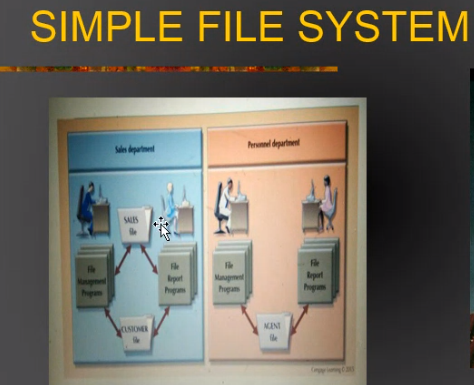 SIMPLE FILE SYSTEM
Sales department
Personnel department
SALES
file
File
Management
Programs
File
Report
Programs
CUSTOMER
file
File
Management
Programs
File
Report
Programs
AGENT
file
Cengage Learning ©